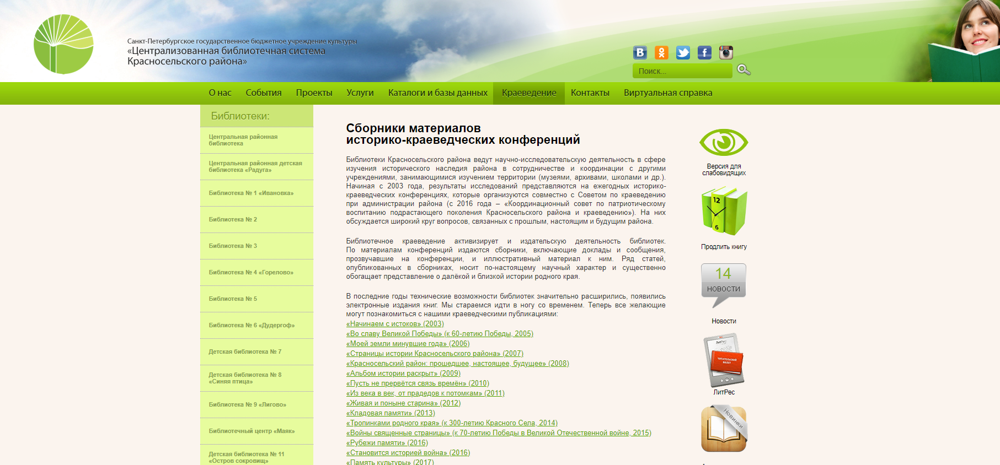 Санкт-Петербургское государственное бюджетное учреждение культуры
«Централизованная библиотечная система
Красносельского района»
Поиск...
О нас События Проекты Услуги Каталоги и базы данных Краеведение Контакты Виртуальная справка
Библиотеки:
Центральная районная
библиотека
Центральная районная детская
библиотека «Радуга»
Библиотека № 1 «Ивановка»
Библиотека № 2
Библиотека № 3
Библиотека № 4 «Горелово»
Библиотека № 5
Библиотека № 6 «Дудергоф»
Детская библиотека № 7
Детская библиотека № 8
«Синяя птица»
Библиотека № 9 «Лигово»
Библиотечный центр «Маяк»
Детская библиотека № 11
«Остров сокровищ»
Сборники материалов
историко-краеведческих конференций
Библиотеки Красносельского района ведут научно-исследовательскую деятельность в сфере
изучения исторического наследия района в сотрудничестве и координации с другими
учреждениями, занимающимися изучением территории (музеями, архивами, школами и др.).
Начиная с 2003 года, результаты исследований представляются на ежегодных историко-
краеведческих конференциях, которые организуются совместно с Советом по краеведению
при администрации района (с 2016 года – «Координационный совет по патриотическому
воспитанию подрастающего поколения Красносельского района и краеведению»). На них
обсуждается широкий круг вопросов, связанных с прошлым, настоящим и будущим района.
Библиотечное краеведение активизирует и издательскую деятельность библиотек.
По материалам конференций издаются сборники, включающие доклады и сообщения,
прозвучавшие на конференции, и иллюстративный материал к ним. Ряд статей,
опубликованных в сборниках, носит по-настоящему научный характер и существенно
обогащает представление о далёкой и близкой истории родного края.
В последние годы технические возможности библиотек значительно расширились, появились
электронные издания книг. Мы стараемся идти в ногу со временем. Теперь все желающие
могут познакомиться с нашими краеведческими публикациями:
«Начинаем с истоков» (2003)
«Во славу Великой Победы» (к 60-летию Победы, 2005)
«Моей земли минувшие года» (2006)
«Страницы истории Красносельского района» (2007)
«Красносельский район: прошедшее, настоящее, будущее» (2008)
«Альбом истории раскрыт» (2009)
«Пусть не прервётся связь времён» (2010)
«Из века в век, от прадедов к потомкам» (2011)
«Живая и поныне старина» (2012)
«Кладовая памяти» (2013)
«Тропинками родного края» (к 300-летию Красного Села, 2014)
«Войны священные страницы» (к 70-летию Победы в Великой Отечественной войне, 2015)
«Рубежи памяти» (2016)
«Становится историей война» (2016)
«Память культуры» (2017)
Версия для
слабовидящих
12
6
Продлить книгу
14
НОВОСТИ
Новости
ЛитРес
ЧИТАТЕЛЬСКИЙ
БИЛЕТ
ЛитРес
Новинки